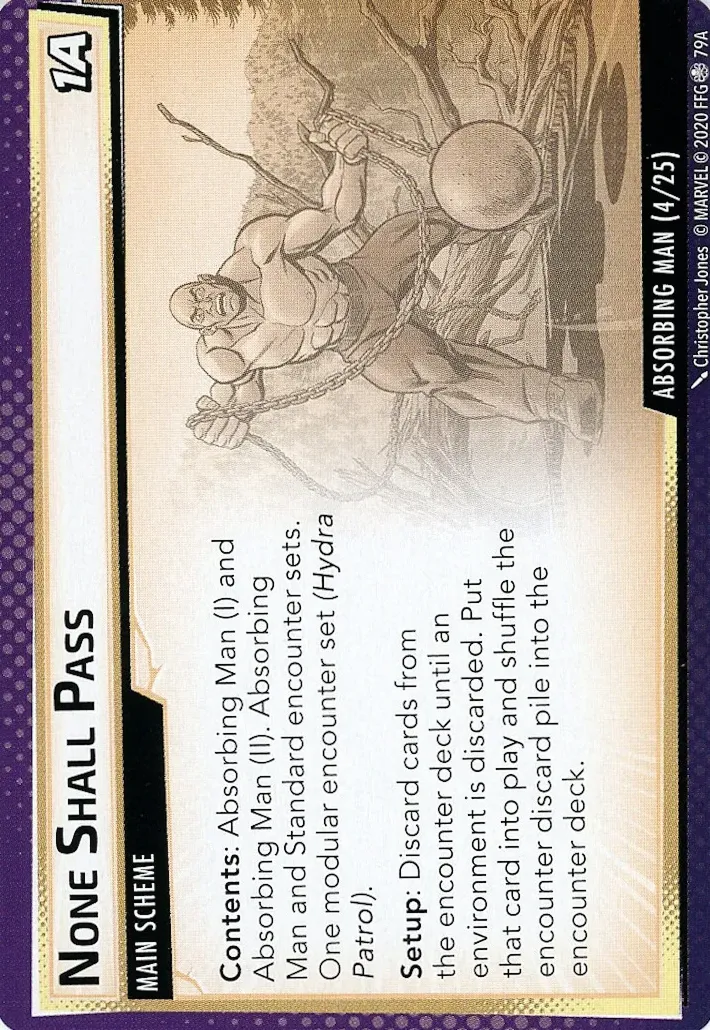 None Shall Pass
1A
MAIN SCHEME
Contents: Absorbing Man (I) and
Absorbing Man (II). Absorbing
Man and Standard encounter sets.
One modular encounter set (Hydra
Patrol).
Setup: Discard cards from
the encounter deck until an
environment is discarded. Put
that card into play and shuffle the
encounter discard pile into the
encounter deck.
ABSORBING MAN (4/25)
Christopher Jones © MARVEL © 2020 FFG 79A